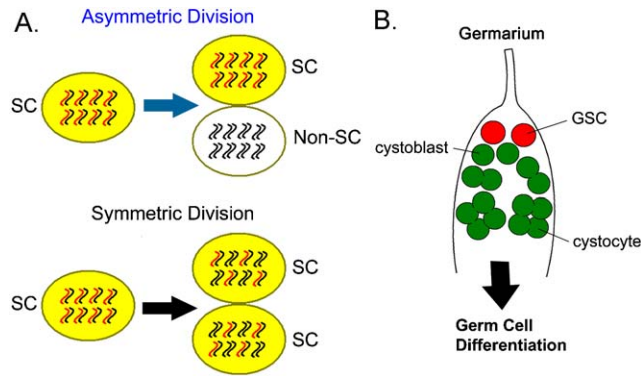 A.
Asymmetric Division
SC
SC
Non-SC
Symmetric Division
SC
SC
SC
B.
Germarium
GSC
cystoblast
cystocyte
Germ Cell
Differentiation